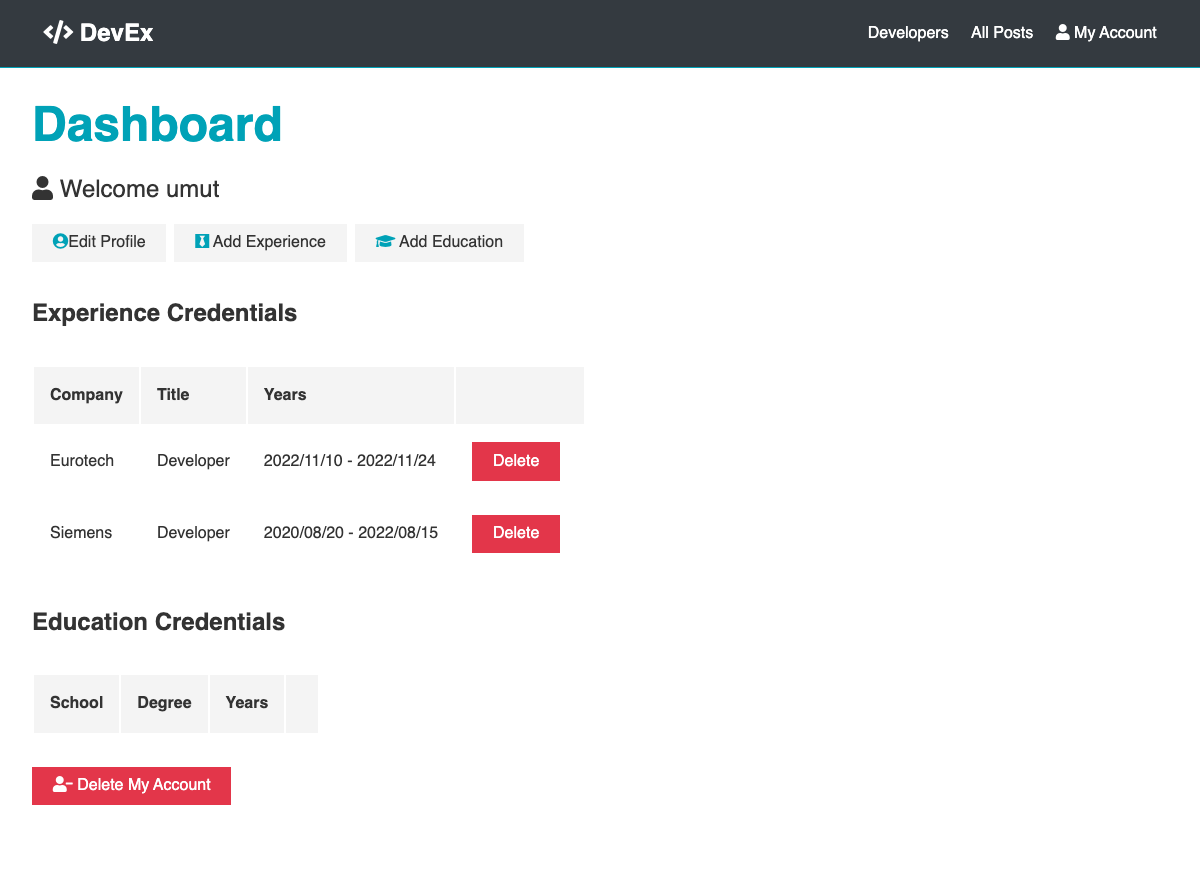 DevEx
Developers All Posts My Account
Dashboard
Welcome umut
Edit Profile Add Experience Add Education
Experience Credentials
Company Title Years
Eurotech Developer 2022/11/10 - 2022/11/24 Delete
Siemens Developer 2020/08/20 - 2022/08/15 Delete
Education Credentials
School Degree Years
Delete My Account